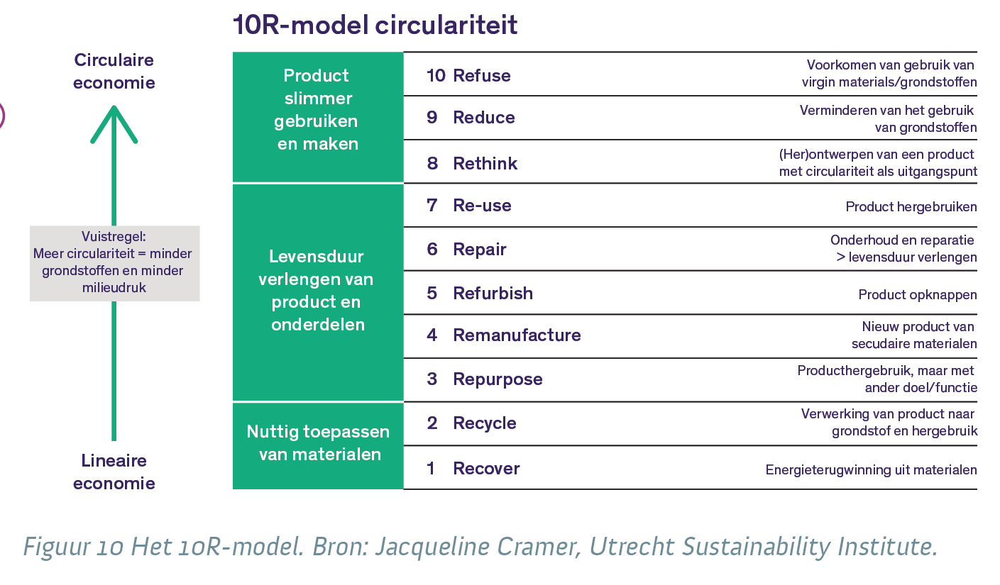 10R-model circulariteit
Circulaire
economie
Vuistregel:
Meer circulariteit = minder
grondstoffen en minder
milieudruk
Lineaire
economie
Product
slimmer
gebruiken
en maken
10 Refuse
Voorkomen van gebruik van
virgin materials/grondstoffen
9 Reduce
Verminderen van het gebruik
van grondstoffen
8 Rethink
(Her)ontwerpen van een product
met circulariteit als uitgangspunt
Levensduur
verlengen van
product en
onderdelen
7 Re-use
Product hergebruiken
6 Repair
Onderhoud en reparatie
> levensduur verlengen
5 Refurbish
Product opknappen
4 Remanufacture
Nieuw product van
secudaire materialen
3 Repurpose
Producthergebruik, maar met
ander doel/functie
Nuttig toepassen
van materialen
2 Recycle
Verwerking van product naar
grondstof en hergebruik
1 Recover
Energieterugwinning uit materialen
Figuur 10 Het 10R-model. Bron: Jacqueline Cramer, Utrecht Sustainability Institute.